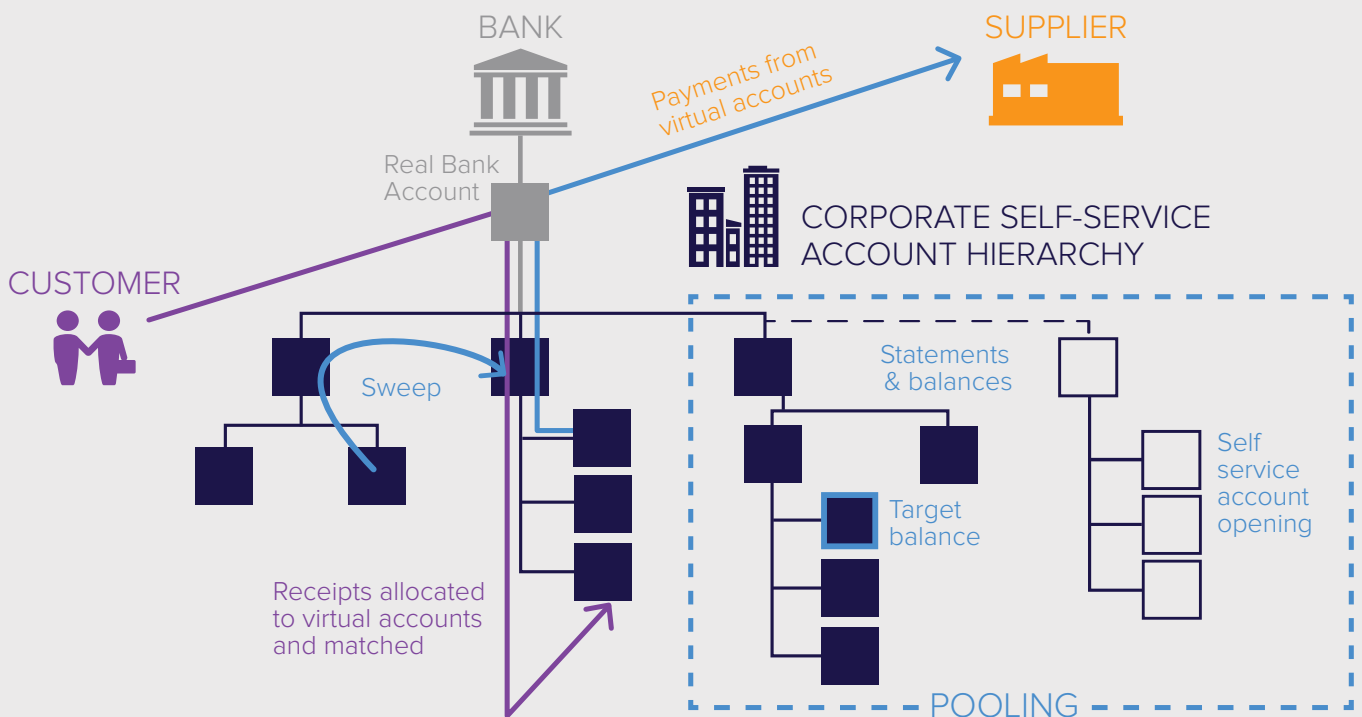 BANK
SUPPLIER
Payments from
virtual accounts
Real Bank
Account
CORPORATE SELF-SERVICE
ACCOUNT HIERARCHY
CUSTOMER
Sweep
Statements
& balances
Self
service
account
opening
Target
balance
Receipts allocated
to virtual accounts
and matched
POOLING